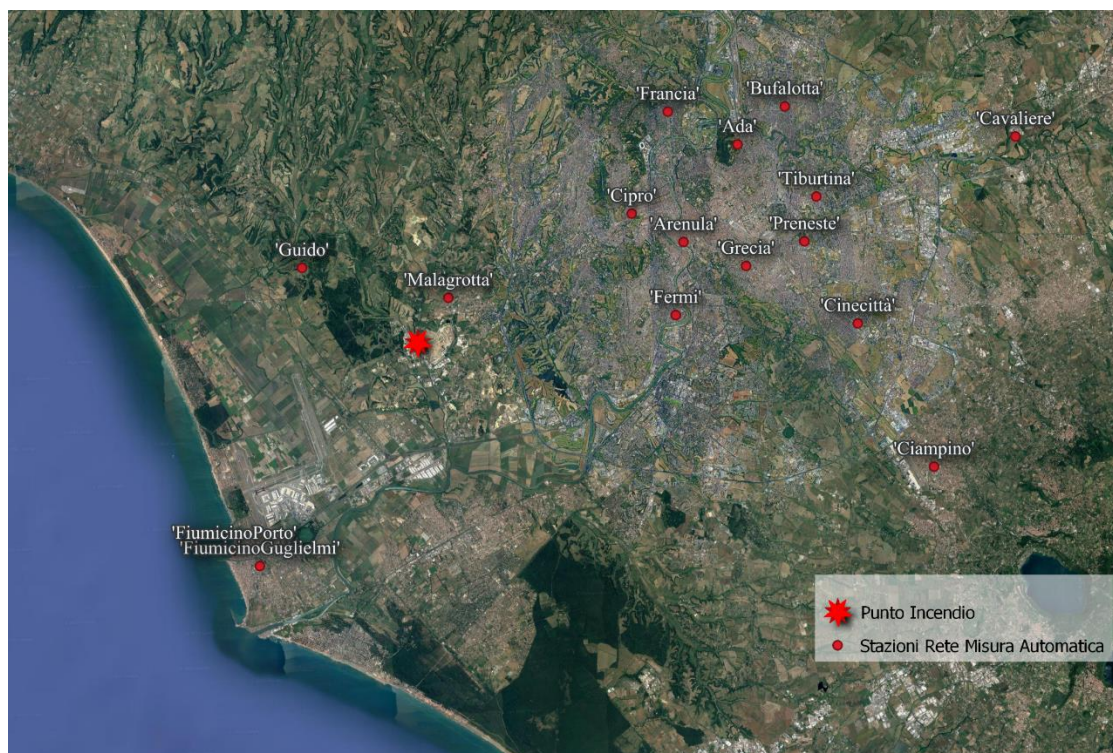 'Bufalotta'
'Francia'
'Cavaliere'
'Ada'
'Tiburtina'
'Cipro'
'Arenula'
'Preneste'
'Guido'
'Grecia'
'Malagrotta'
'Fermi'
'Cinecittà'
'Ciampino'
'FiumicinoPorto'
'FiumicinoGuglielmi'
Punto Incendio
Stazioni Rete Misura Automatica